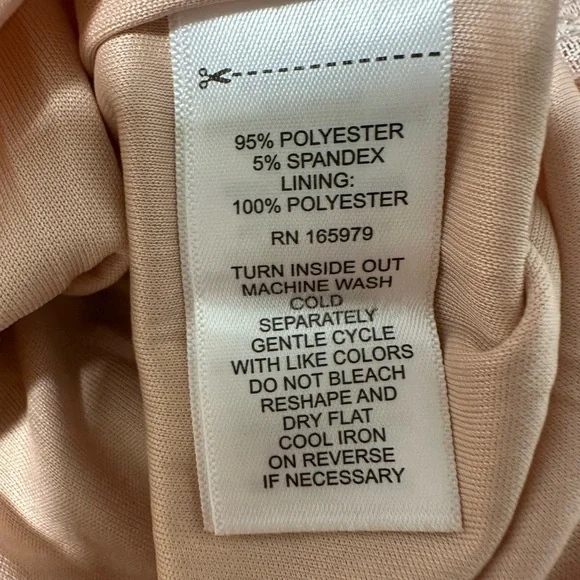 95% POLYESTER
5% SPANDEX
LINING:
100% POLYESTER
RN 165979
TURN INSIDE OUT
MACHINE WASH
COLD
SEPARATELY
GENTLE CYCLE
WITH LIKE COLORS
DO NOT BLEACH
RESHAPE AND
DRY FLAT
COOL IRON
ON REVERSE
IF NECESSARY